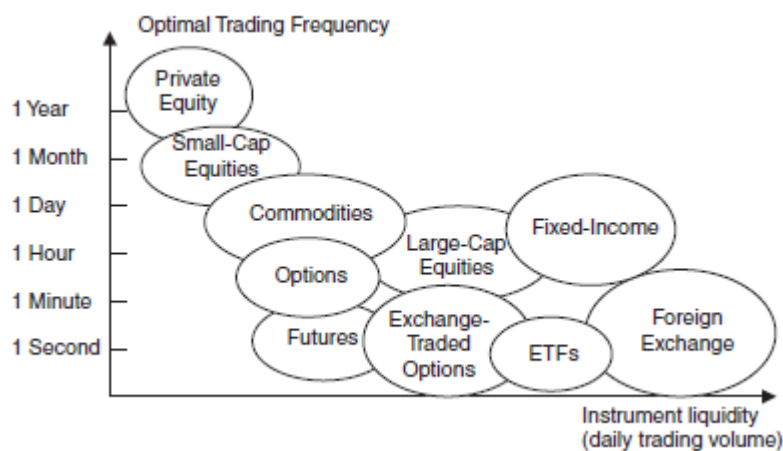 Optimal Trading Frequency
Private
Equity
1 Year
Small-Cap
Equities
1 Month
1 Day
Commodities
Fixed-Income
Large-Cap
Equities
1 Hour
Options
1 Minute
Exchange-
Traded
Options
Foreign
Exchange
Futures
ETFs
1 Second
Instrument liquidity
(daily trading volume)